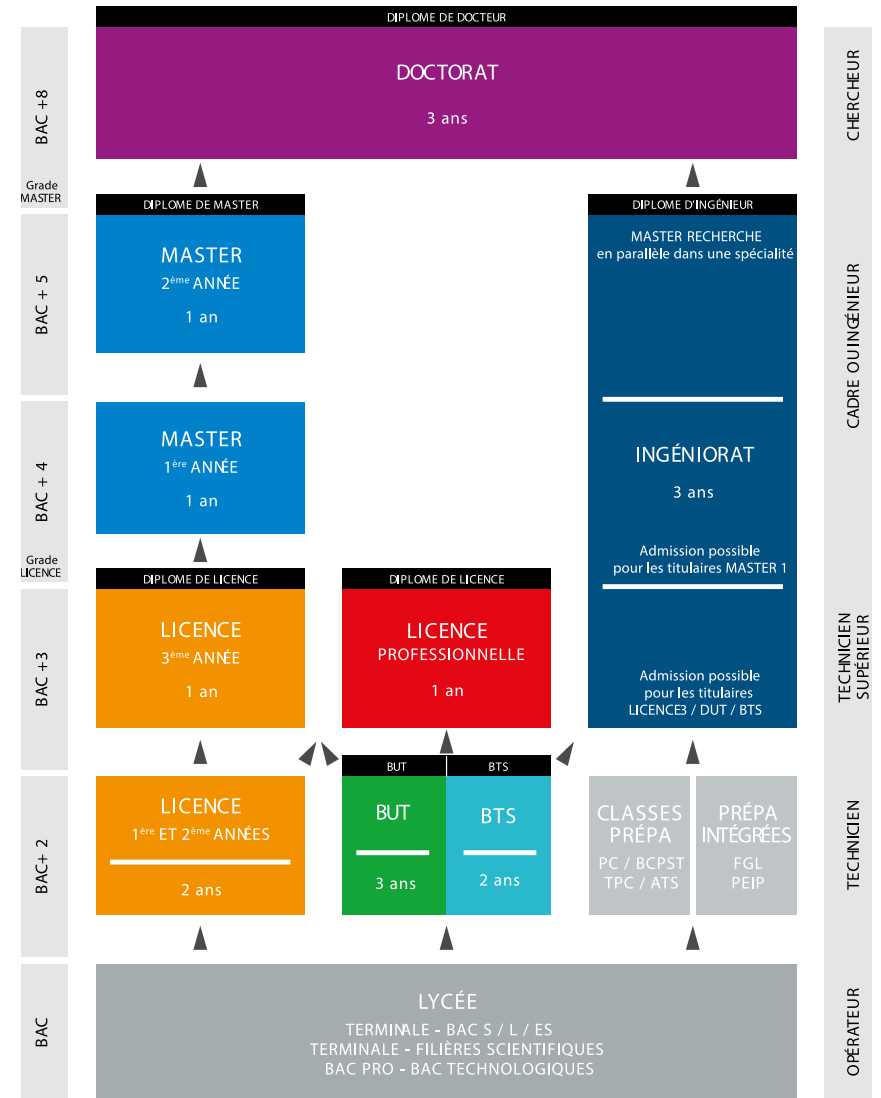 DIPLOME DE DOCTEUR
DOCTORAT
3 ans
BAC +8
CHERCHEUR
Grade
MASTER
DIPLOME DE MASTER
MASTER
2ème ANNÉE
1 an
BAC + 5
DIPLOME D'INGÉNIEUR
MASTER RECHERCHE
en parallèle dans une spécialité
CADRE OU INGÉNIEUR
MASTER
1ère ANNÉE
1 an
BAC + 4
INGÉNIORAT
3 ans
Admission possible
pour les titulaires MASTER 1
Grade
LICENCE
DIPLOME DE LICENCE
LICENCE
3ème ANNÉE
1 an
BAC +3
DIPLOME DE LICENCE
LICENCE
PROFESSIONNELLE
1 an
Admission possible
pour les titulaires
LICENCE3 / DUT / BTS
TECHNICIEN
SUPÉRIEUR
BAC+ 2
LICENCE
1ère ET 2ème ANNÉES
2 ans
BUT
BUT
3 ans
BTS
BTS
2 ans
CLASSES
PRÉPA
PC / BCPST
TPC / ATS
PRÉPA
INTÉGRÉES
FGL
PEIP
TECHNICIEN
BAC
LYCÉE
TERMINALE - BAC S / L / ES
TERMINALE - FILIÈRES SCIENTIFIQUES
BAC PRO - BAC TECHNOLOGIQUES
OPÉRATEUR